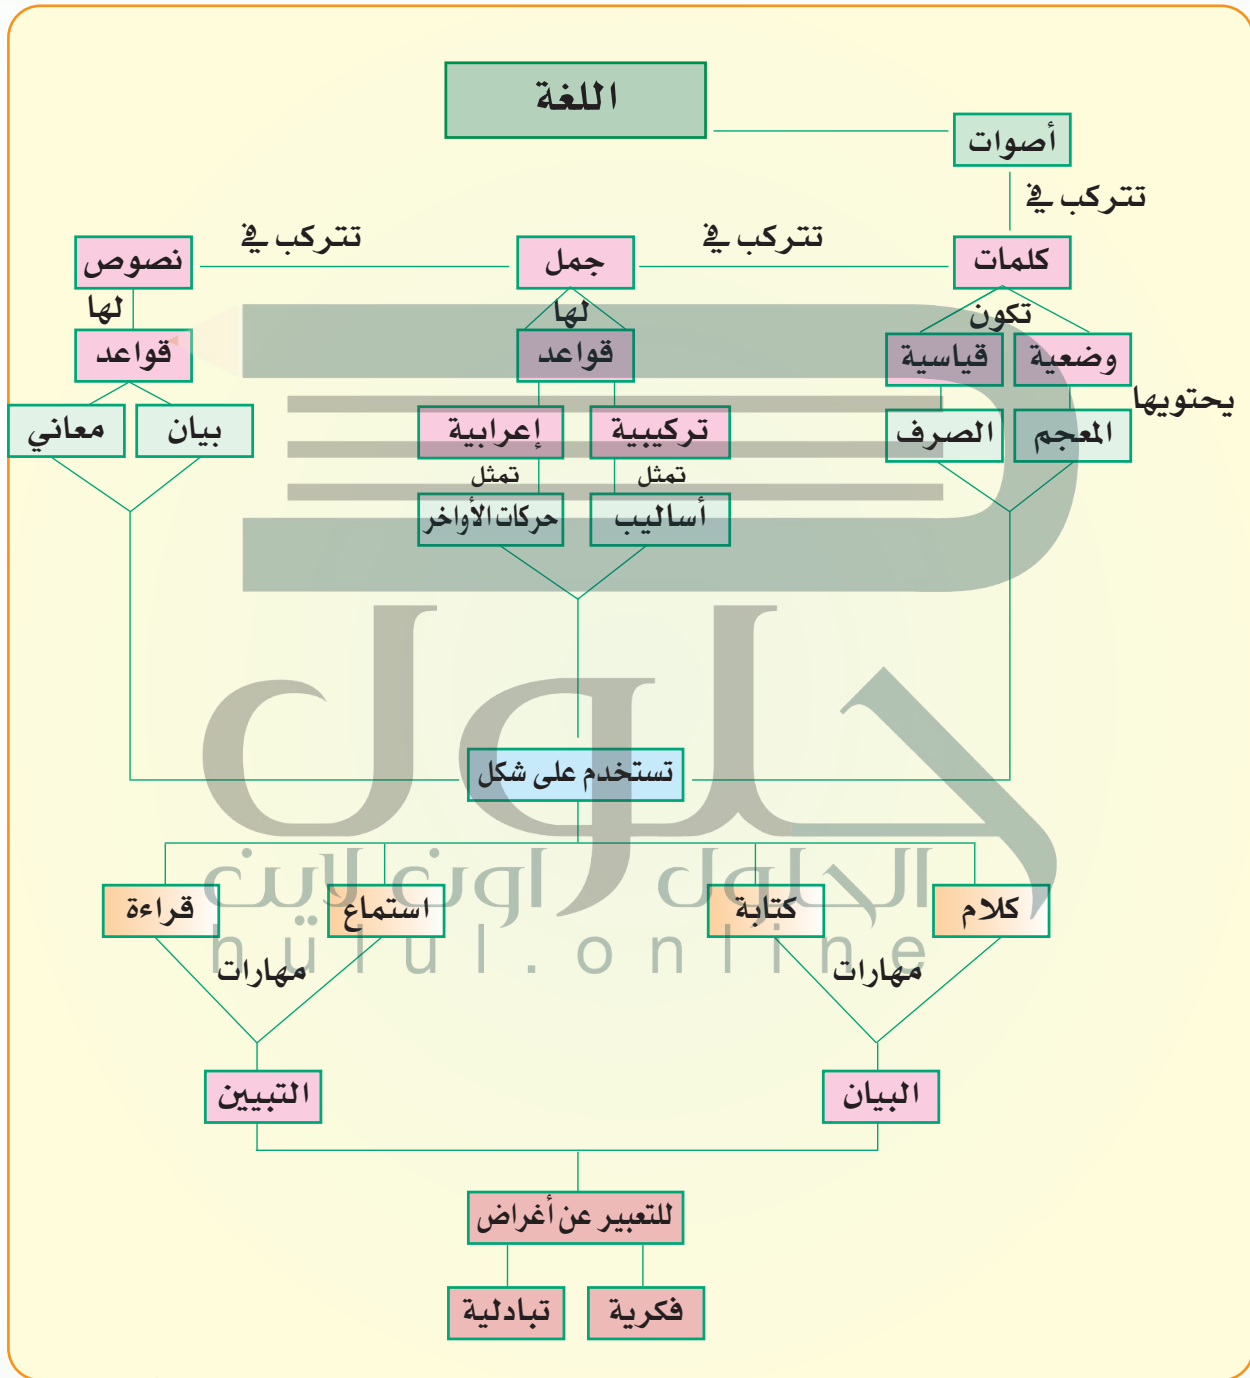 اللغة
أصوات
تتركب في
كلمات
تتركب في
جمل
تتركب في
نصوص
تكون
لها
لها
وضعية
قياسية
قواعد
قواعد
يحتويها
المعجم
الصرف
تركيبية
إعرابية
بيان
معاني
تمثل
تمثل
أساليب
حركات الأواخر
تستخدم على شكل
كلام
كتابة
استماع
قراءة
مهارات
مهارات
البيان
التبيين
للتعبير عن أغراض
فكرية
تبادلية
حلول
الحلول اون لاين
hulul.online